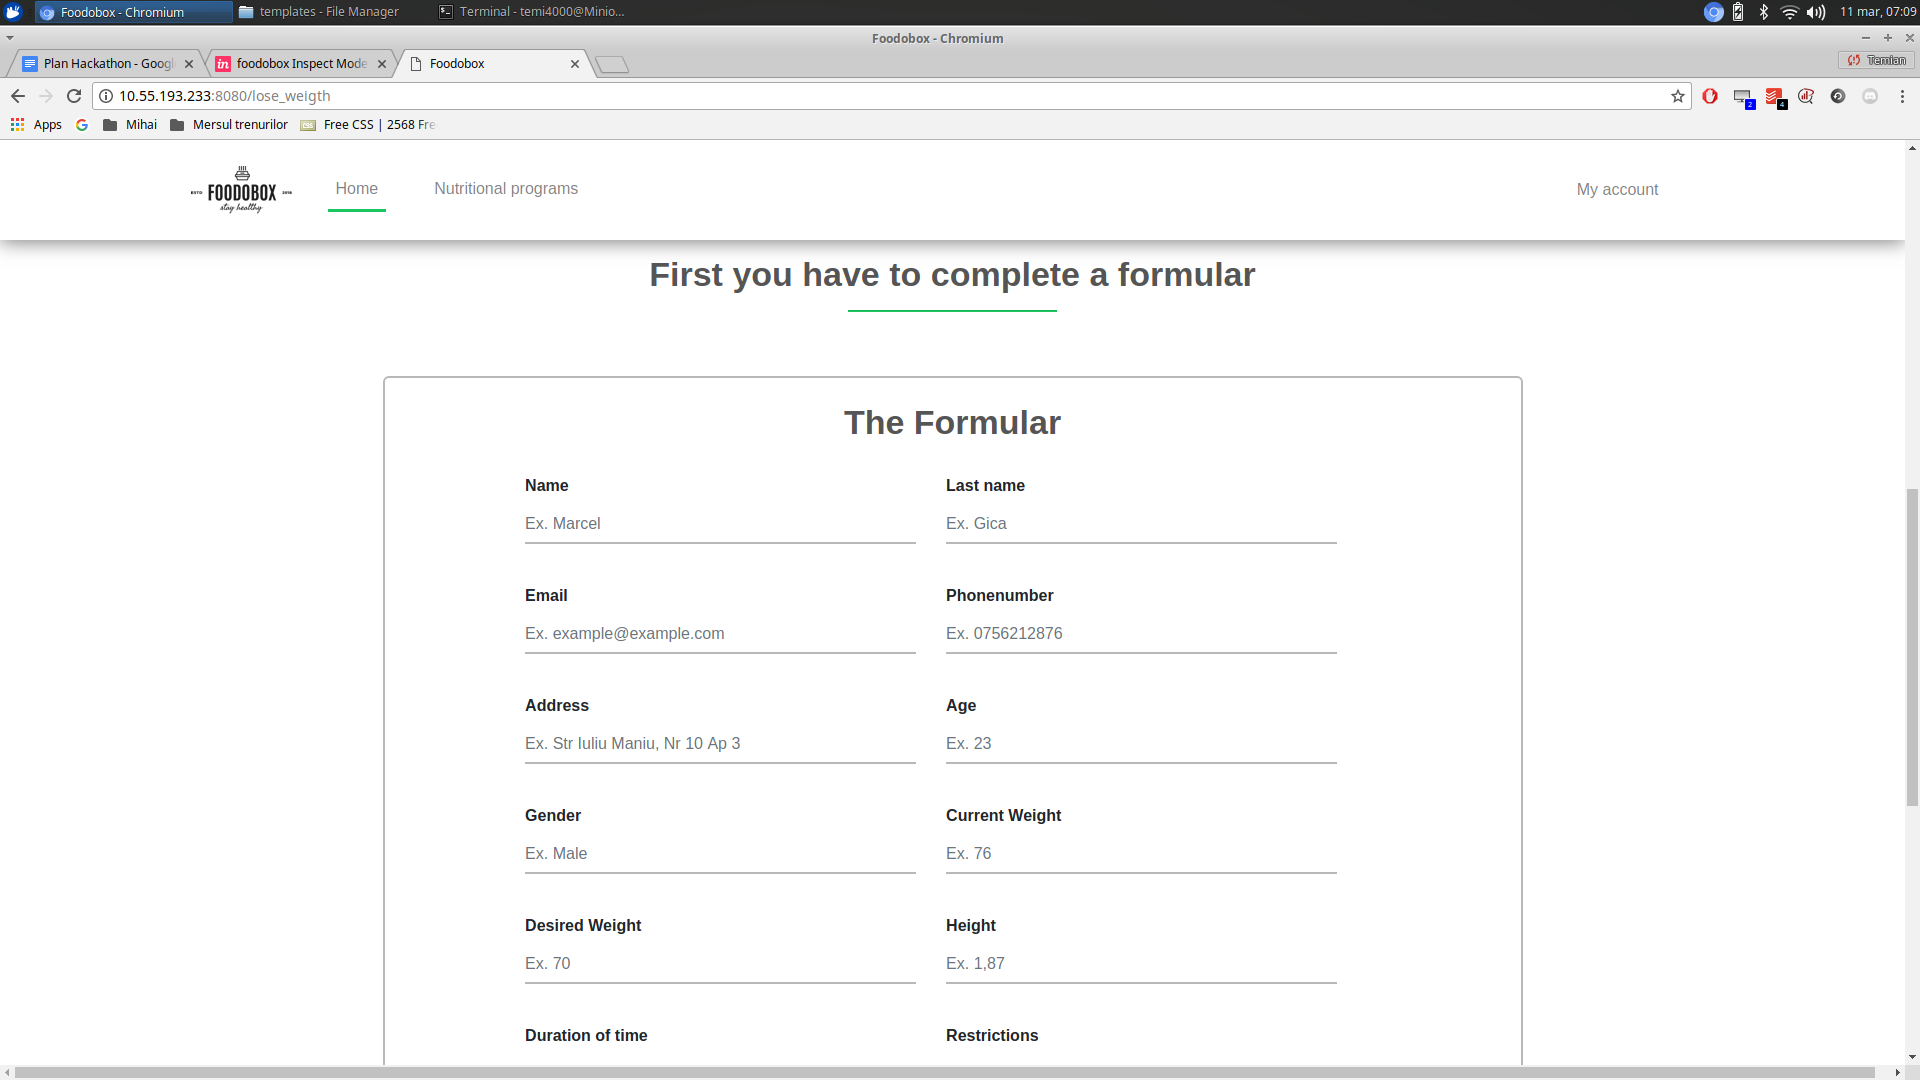 Foodobox - Chromium
templates - File Manager
Terminal - temi4000@Minio...
11 mar, 07:09
Foodobox - Chromium
Plan Hackathon - Googl
foodobox Inspect Mode
Foodobox
Temian
10.55.193.233:8080/lose_weigth
2
4
Apps
Mihai
Mersul trenurilor
Free CSS | 2568 Fre
ESTD FOODOBOX 2018
stay healthy
Home
Nutritional programs
My account
First you have to complete a formular
The Formular
Name
Last name
Ex. Marcel
Ex. Gica
Email
Phonenumber
Ex. example@example.com
Ex. 0756212876
Address
Age
Ex. Str Iuliu Maniu, Nr 10 Ap 3
Ex. 23
Gender
Current Weight
Ex. Male
Ex. 76
Desired Weight
Height
Ex. 70
Ex. 1,87
Duration of time
Restrictions